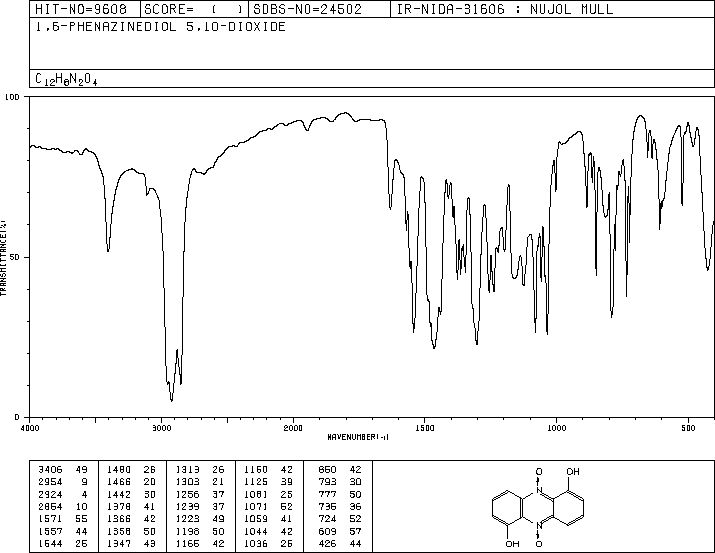 HIT-NO=9608 SCORE= ( ) SDBS-NO=24502 IR-NIDA-31606 : NUJOL MULL
1,6-PHENAZINEDIOL 5,10-DIOXIDE
C12H8N2O4
100
50
0
TRANSMITTANCE(%)
4000 3000 2000 1500 1000 500
WAVENUMBER(-1)
3406 49 1480 26 1313 26 1160 42 860 42
2954 9 1466 20 1303 21 1125 39 793 30
2924 4 1442 30 1256 37 1081 25 777 50
2854 10 1378 41 1239 37 1071 52 735 36
1571 55 1366 42 1223 49 1059 41 724 52
1557 44 1358 50 1198 50 1044 42 609 57
1544 25 1347 43 1165 42 1036 25 426 44
O OH
N
N
OH O